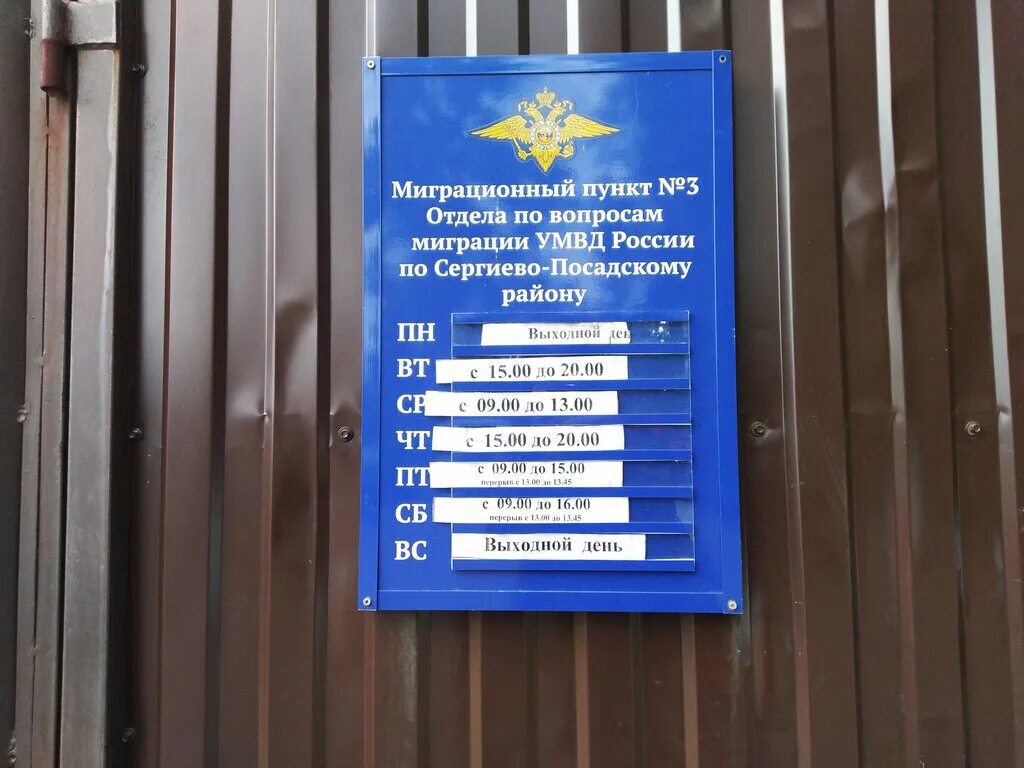 Миграционный пункт №3
Отдела по вопросам
миграции УМВД России
по Сергиево-Посадскому
району
ПН Выходной ден
ВТ с 15.00 до 20.00
СР с 09.00 до 13.00
ЧТ с 15.00 до 20.00
ПТ с 09.00 до 15.00
перерыв с 13.00 до 13.45
СБ с 09.00 до 16.00
перерыв с 13.00 до 13.45
ВС Выходной день